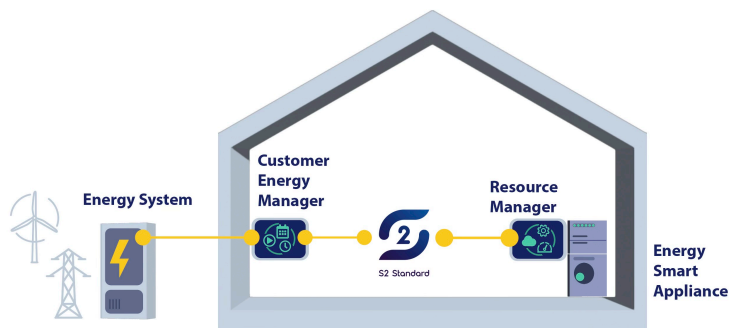 Energy System
Customer
Energy
Manager
2
S2 Standard
Resource
Manager
Energy
Smart
Appliance